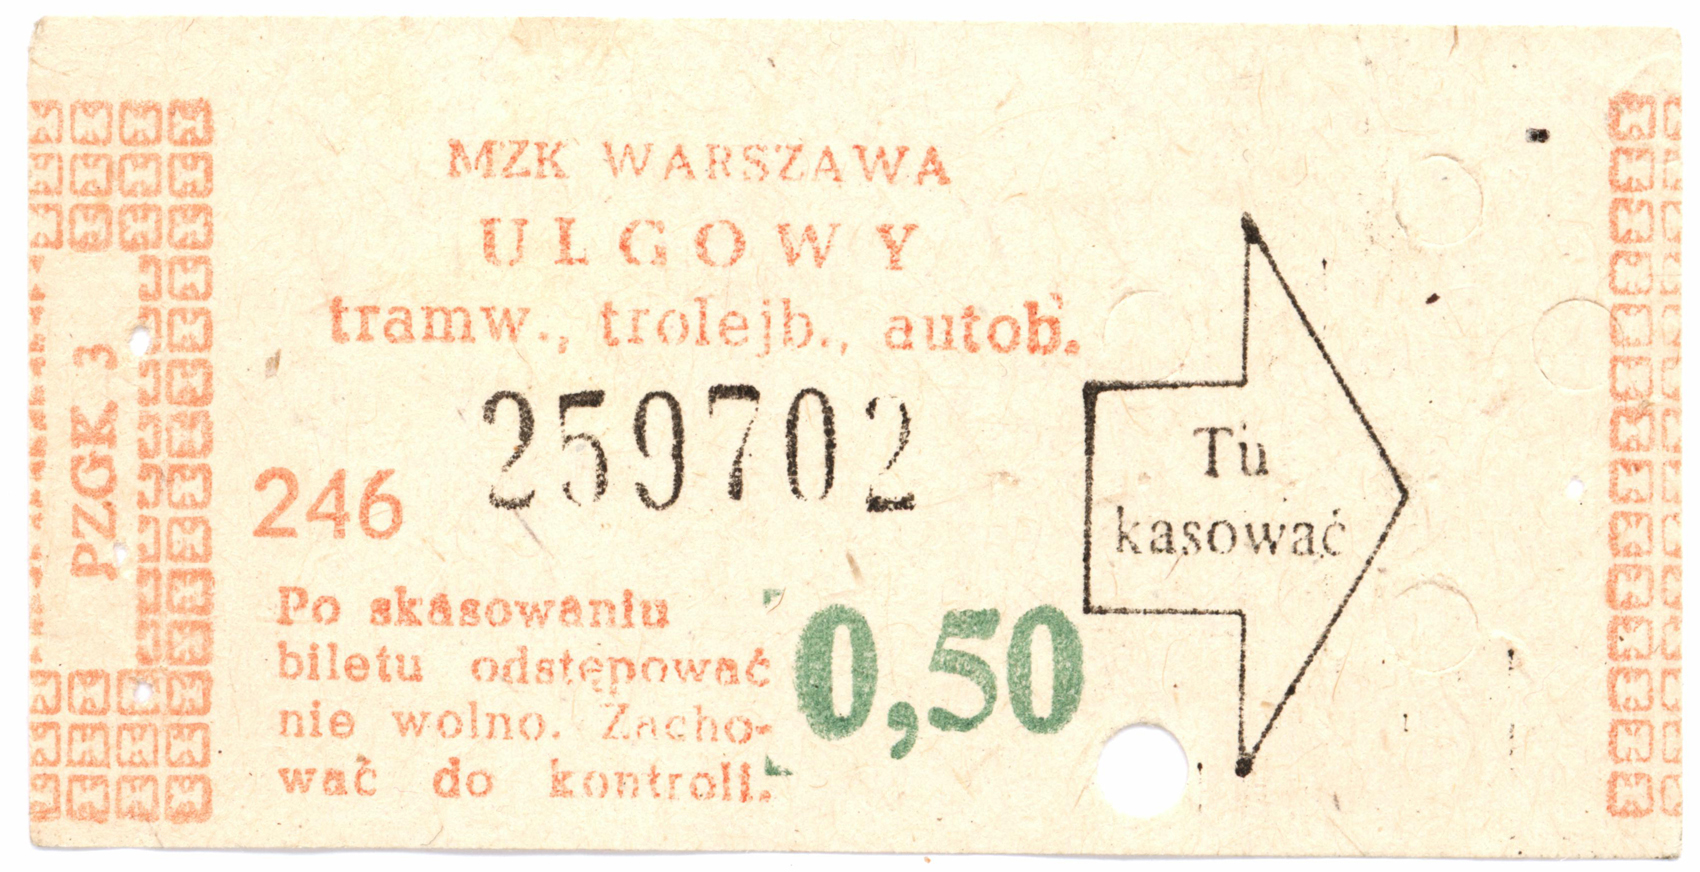 MZK WARSZAWA
ULGOWY
tramw., trolejb., autob.
259702
246
PZGK 3
Po skasowaniu
biletu odstępować
nie wolno. Zacho-
wać do kontroli.
0,50
Tu
kasować